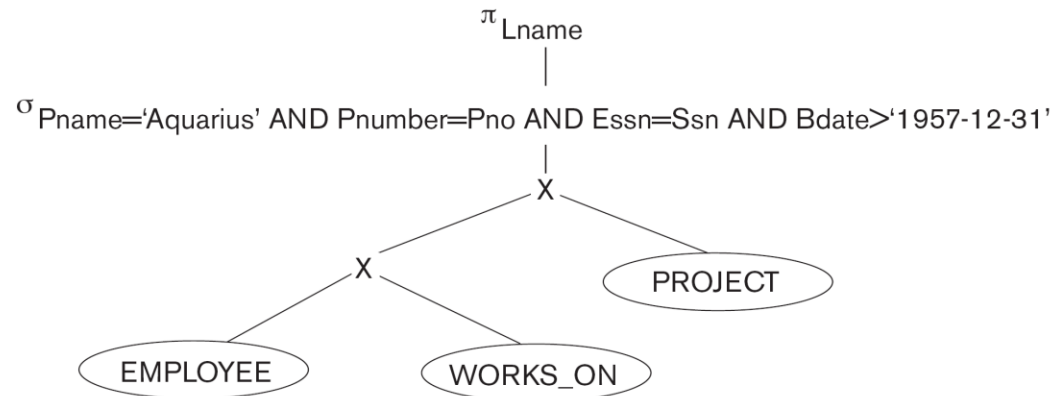 π Lname
σ Pname=‘Aquarius’ AND Pnumber=Pno AND Essn=Ssn AND Bdate>‘1957-12-31’
X
X
PROJECT
EMPLOYEE
WORKS_ON